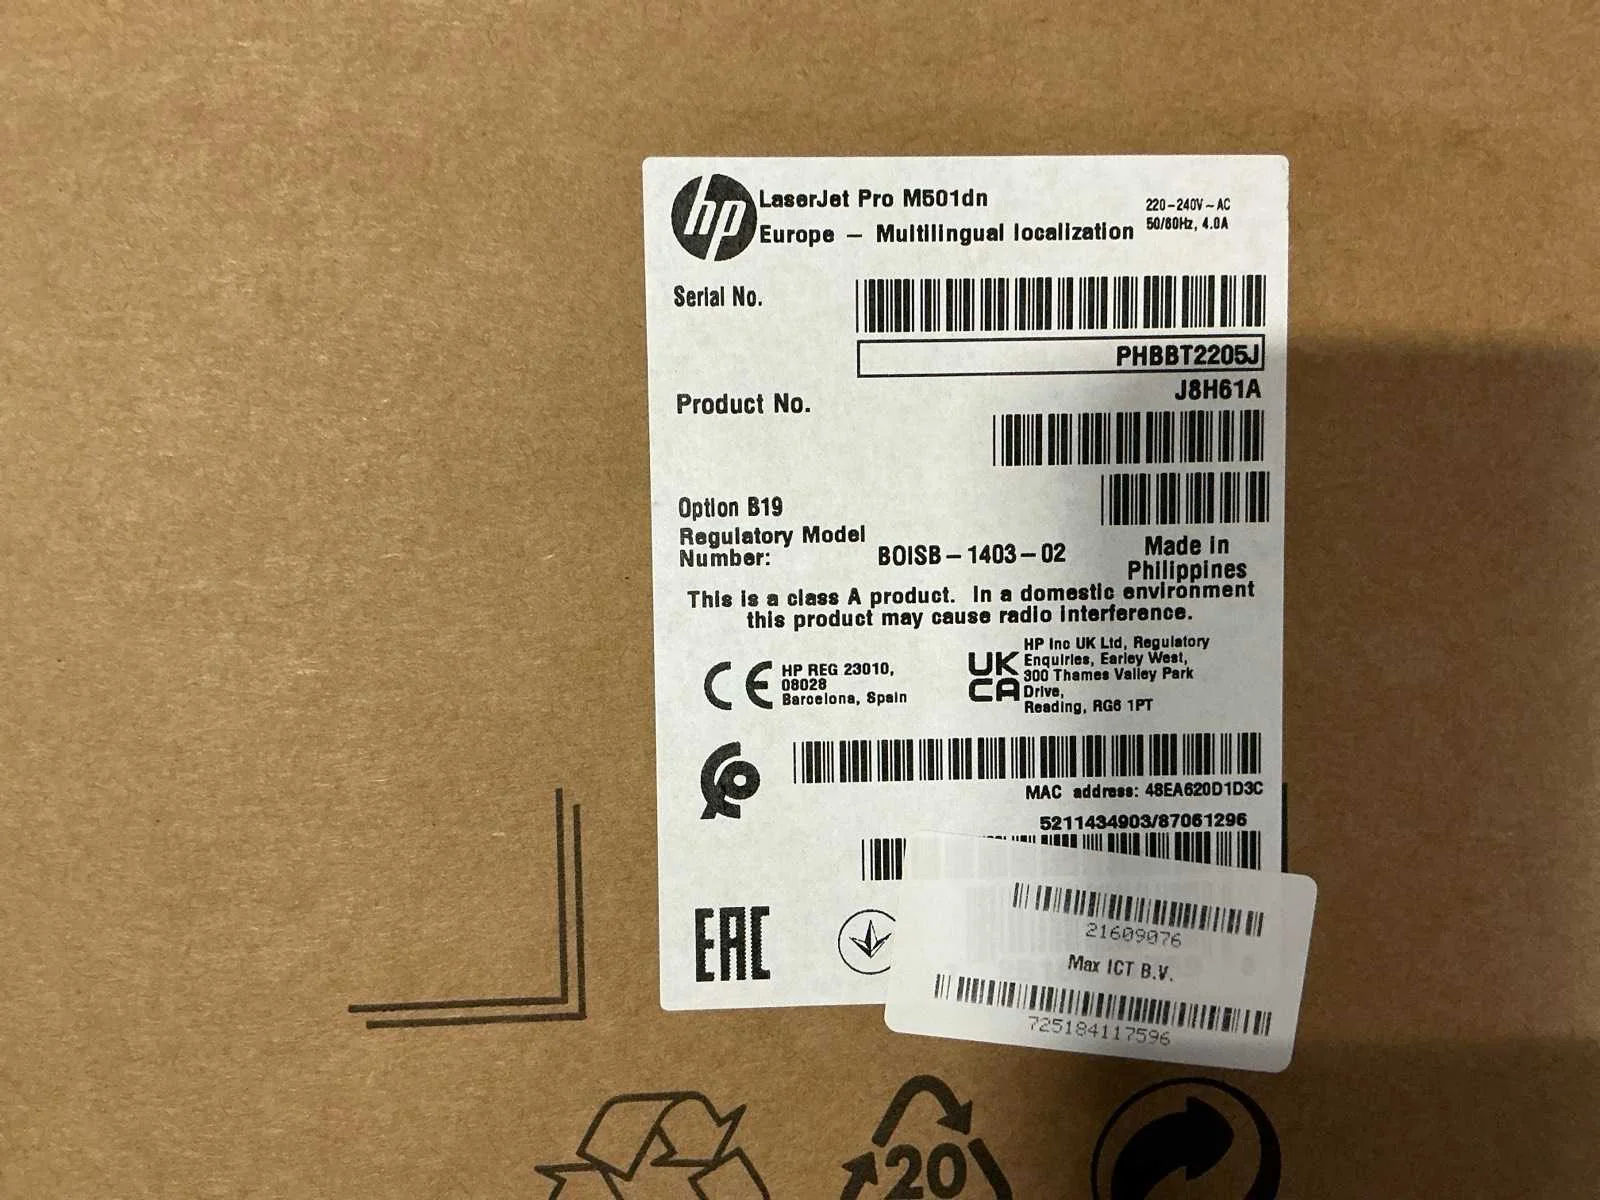 hp
LaserJet Pro M501dn
Europe – Multilingual localization
220-240V~AC
50/60Hz, 4.0A
Serial No.
PHBBT2205J
J8H61A
Product No.
Option B19
Regulatory Model
Number:
BOISB-1403-02
Made in
Philippines
This is a class A product. In a domestic environment
this product may cause radio interference.
CE
HP REG 23010,
08028
Barcelona, Spain
UK
CA
HP Inc UK Ltd, Regulatory
Enquiries, Earley West,
300 Thames Valley Park
Drive,
Reading, RG6 1PT
MAC address: 48EA620D1D3C
5211434903/87061296
EAC
21609076
Max ICT B.V.
725184117596
20